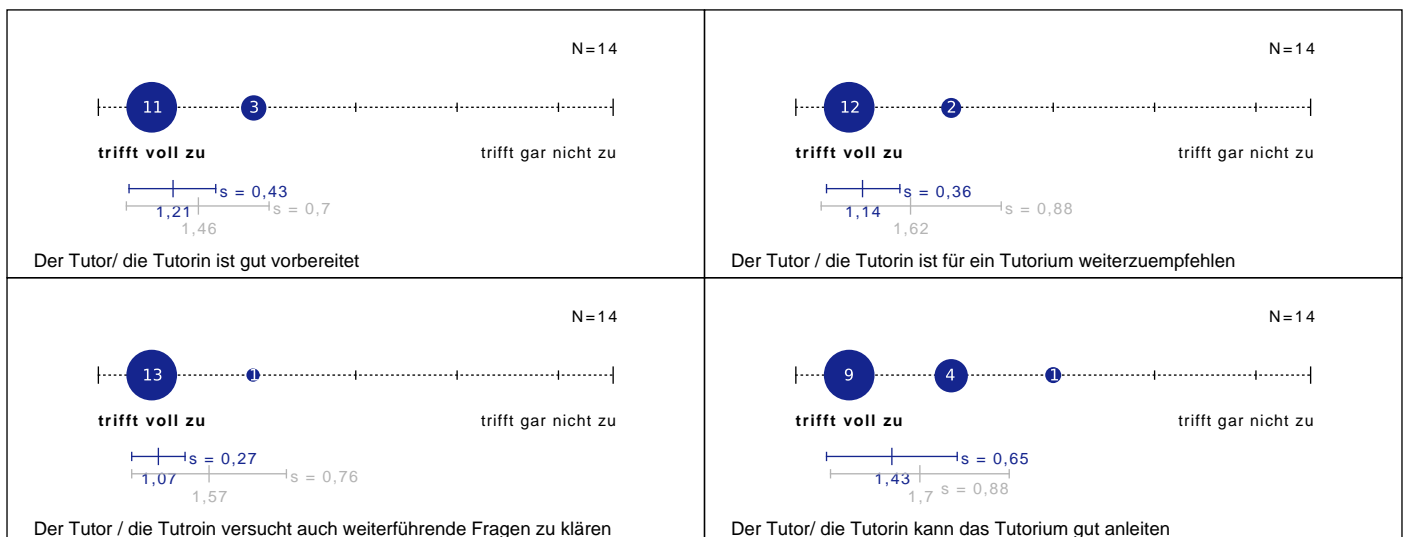 N=14
11 3
trifft voll zu trifft gar nicht zu
s = 0,43
1,21 s = 0,7
1,46
Der Tutor/ die Tutorin ist gut vorbereitet
N=14
12 2
trifft voll zu trifft gar nicht zu
s = 0,36
1,14 s = 0,88
1,62
Der Tutor / die Tutorin ist für ein Tutorium weiterzuempfehlen
N=14
13 1
trifft voll zu trifft gar nicht zu
s = 0,27
1,07 s = 0,76
1,57
Der Tutor / die Tutroin versucht auch weiterführende Fragen zu klären
N=14
9 4 1
trifft voll zu trifft gar nicht zu
s = 0,65
1,43
1,7 s = 0,88
Der Tutor/ die Tutorin kann das Tutorium gut anleiten